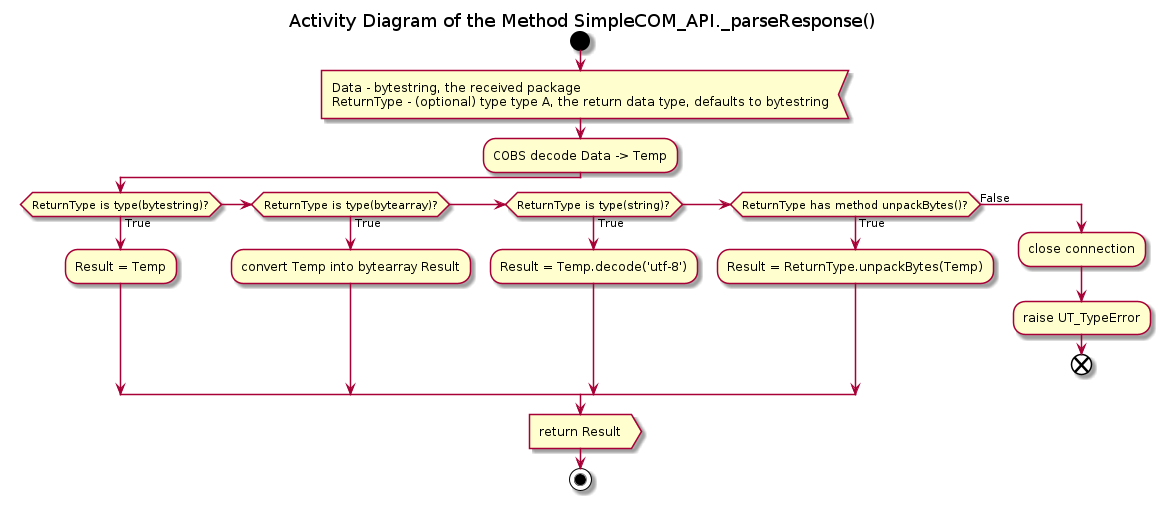 Activity Diagram of the Method SimpleCOM_API._parseResponse()
Data - bytestring, the received package
ReturnType - (optional) type type A, the return data type, defaults to bytestring
COBS decode Data -> Temp
ReturnType is type(bytestring)?
True
Result = Temp
ReturnType is type(bytearray)?
True
convert Temp into bytearray Result
ReturnType is type(string)?
True
Result = Temp.decode('utf-8')
ReturnType has method unpackBytes()?
True
Result = ReturnType.unpackBytes(Temp)
False
close connection
raise UT_TypeError
return Result